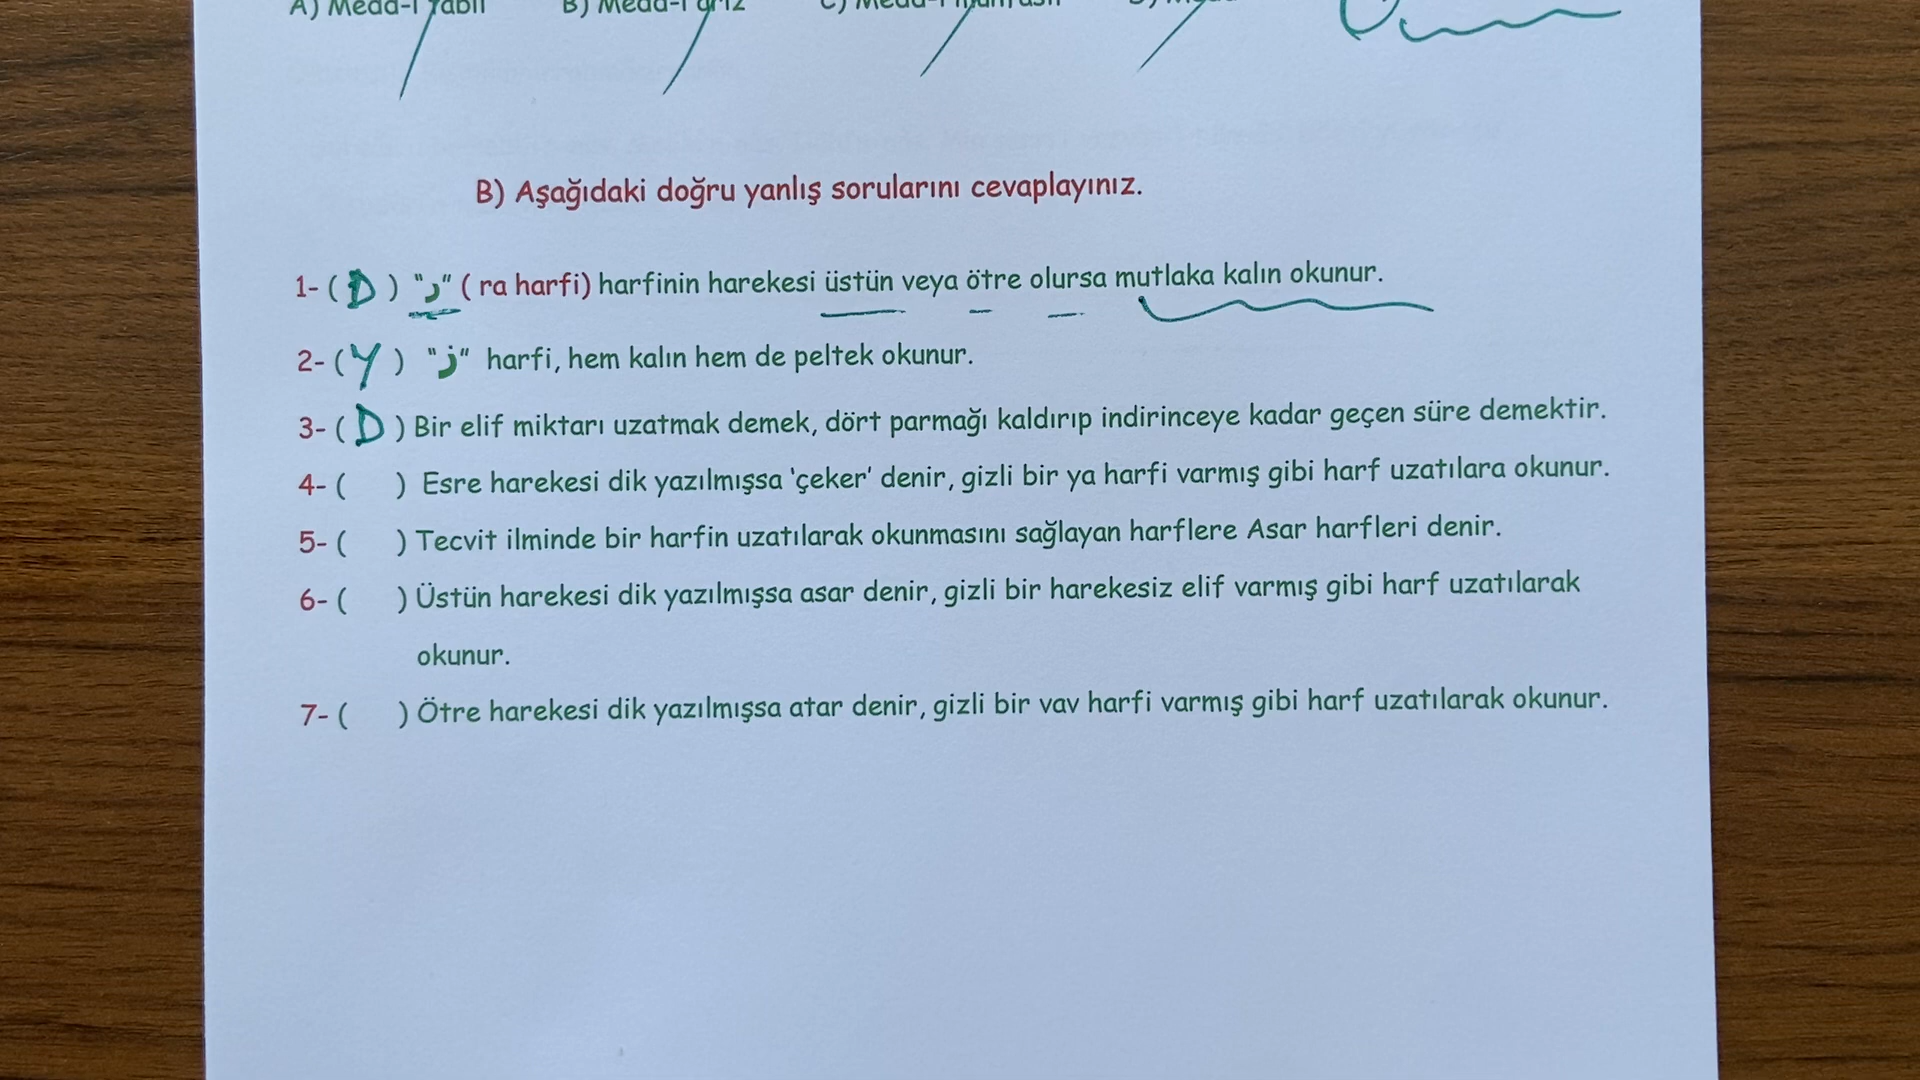 A) Medd-i Tabii B) Medd-i arız C) Medd-i D)
B) Aşağıdaki doğru yanlış sorularını cevaplayınız.
1- ( D ) "ر" ( ra harfi) harfinin harekesi üstün veya ötre olursa mutlaka kalın okunur.
2- ( Y ) "ز" harfi, hem kalın hem de peltek okunur.
3- ( D ) Bir elif miktarı uzatmak demek, dört parmağı kaldırıp indirinceye kadar geçen süre demektir.
4- ( ) Esre harekesi dik yazılmışsa 'çeker' denir, gizli bir ya harfi varmış gibi harf uzatılara okunur.
5- ( ) Tecvit ilminde bir harfin uzatılarak okunmasını sağlayan harflere Asar harfleri denir.
6- ( ) Üstün harekesi dik yazılmışsa asar denir, gizli bir harekesiz elif varmış gibi harf uzatılarak
okunur.
7- ( ) Ötre harekesi dik yazılmışsa atar denir, gizli bir vav harfi varmış gibi harf uzatılarak okunur.